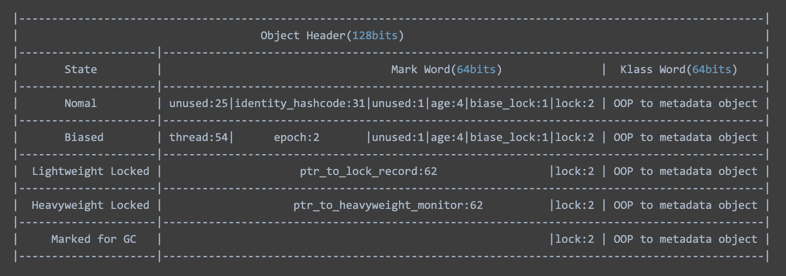 |------------------------------------------------------------------------------------------------------------|
| Object Header(128bits) |
|---------------------|--------------------------------------------------------------------------------------|
| State | Mark Word(64bits) | Klass Word(64bits) |
|---------------------|--------------------------------------------------------------------------------------|
| Nomal | unused:25|identity_hashcode:31|unused:1|age:4|biase_lock:1|lock:2 | OOP to metadata object |
|---------------------|--------------------------------------------------------------------------------------|
| Biased | thread:54| epoch:2 |unused:1|age:4|biase_lock:1|lock:2 | OOP to metadata object |
|---------------------|--------------------------------------------------------------------------------------|
| Lightweight Locked | ptr_to_lock_record:62 |lock:2 | OOP to metadata object |
|---------------------|--------------------------------------------------------------------------------------|
| Heavyweight Locked | ptr_to_heavyweight_monitor:62 |lock:2 | OOP to metadata object |
|---------------------|--------------------------------------------------------------------------------------|
| Marked for GC | |lock:2 | OOP to metadata object |
|---------------------|--------------------------------------------------------------------------------------|